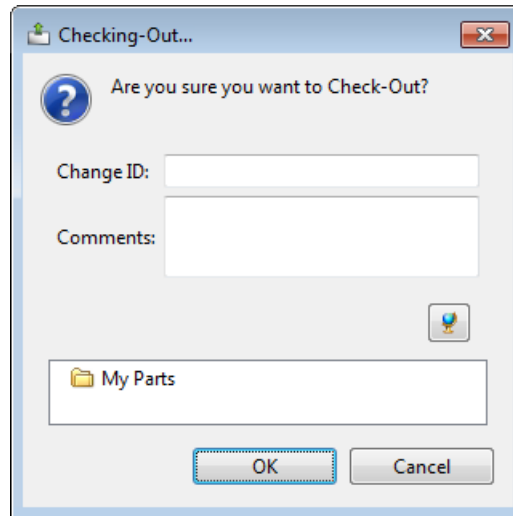 Checking-Out...
Are you sure you want to Check-Out?
Change ID:
Comments:
My Parts
OK Cancel